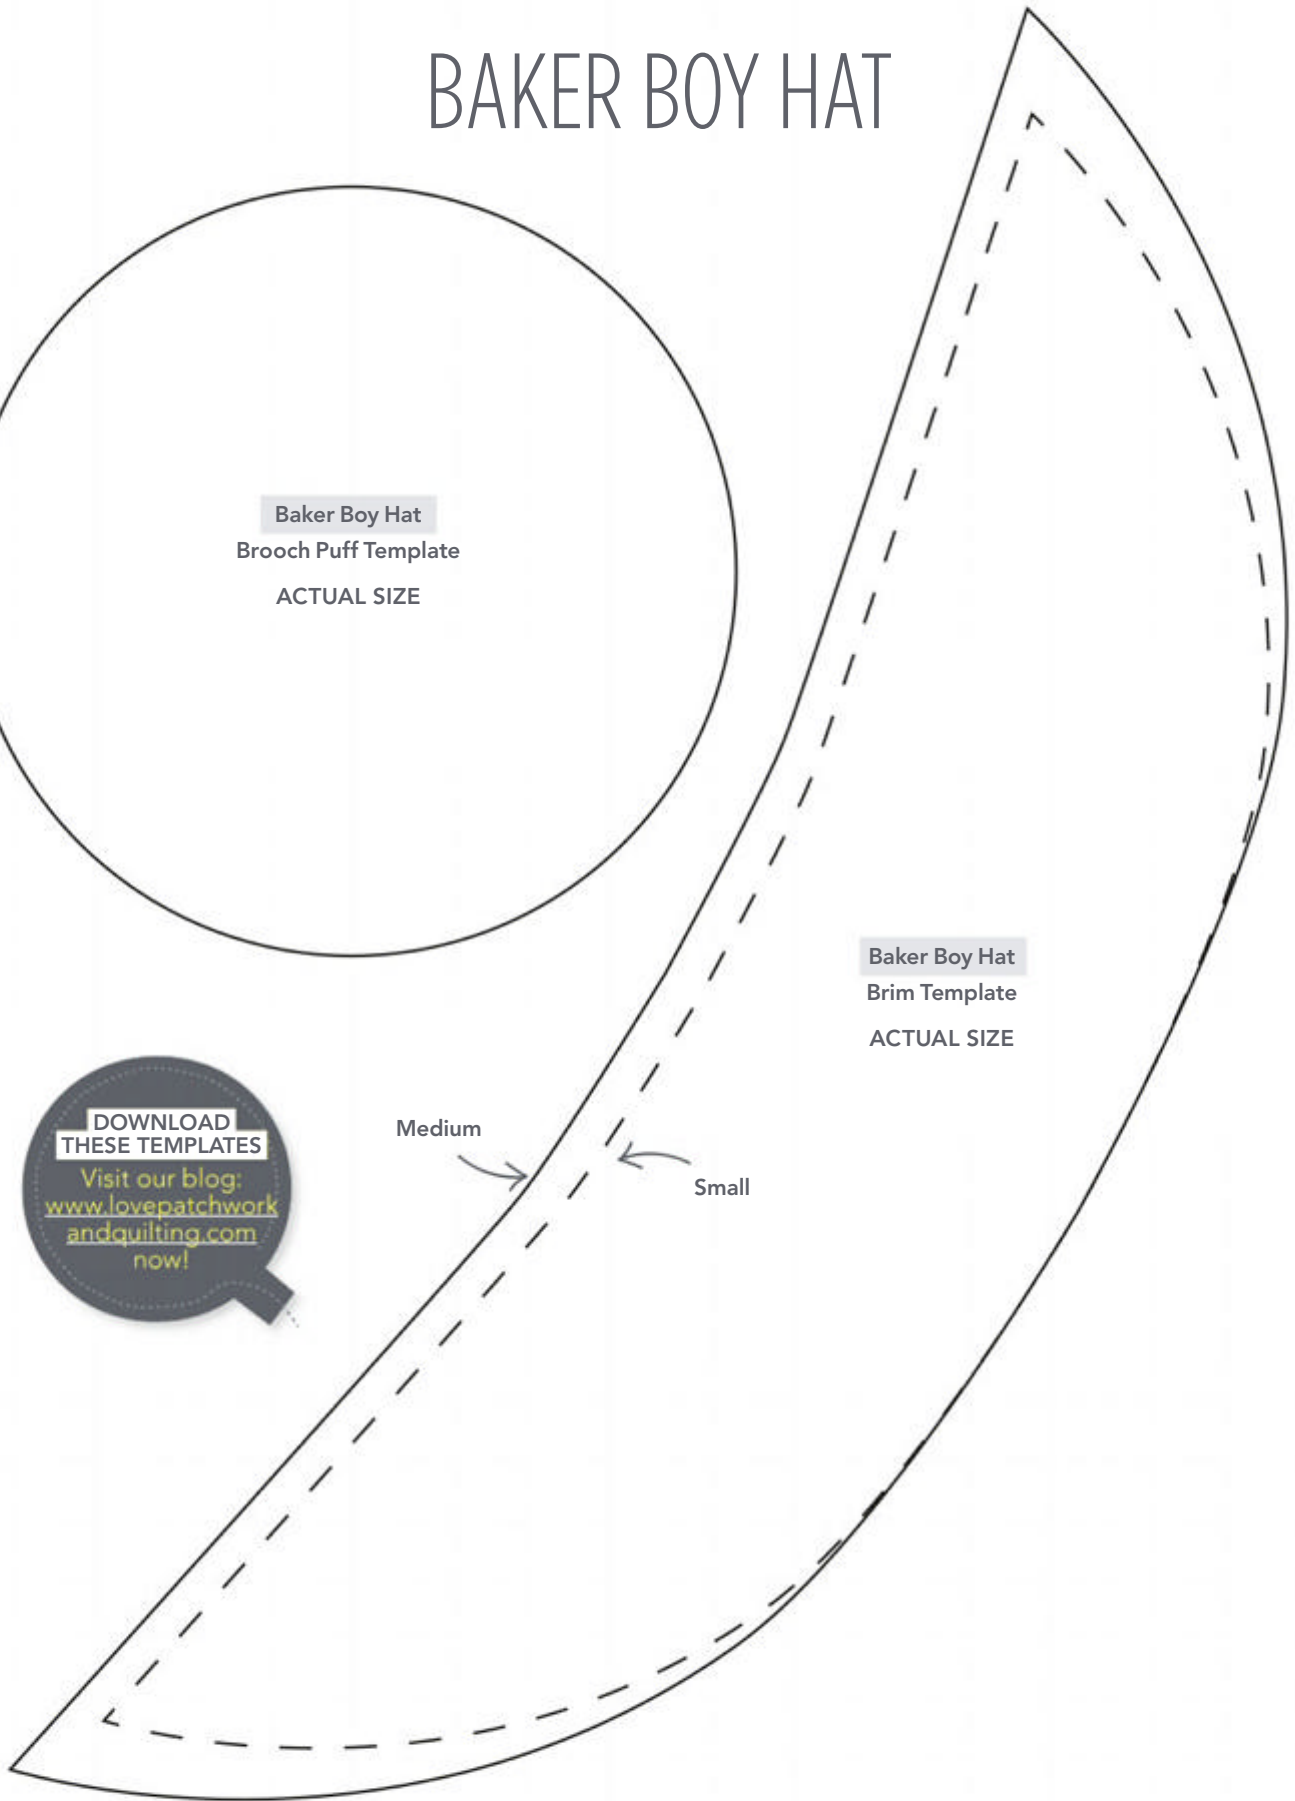 BAKER BOY HAT
Baker Boy Hat
Brooch Puff Template
ACTUAL SIZE
Baker Boy Hat
Brim Template
ACTUAL SIZE
Medium
Small
DOWNLOAD
THESE TEMPLATES
Visit our blog:
www.lovepatchwork
andquilting.com
now!